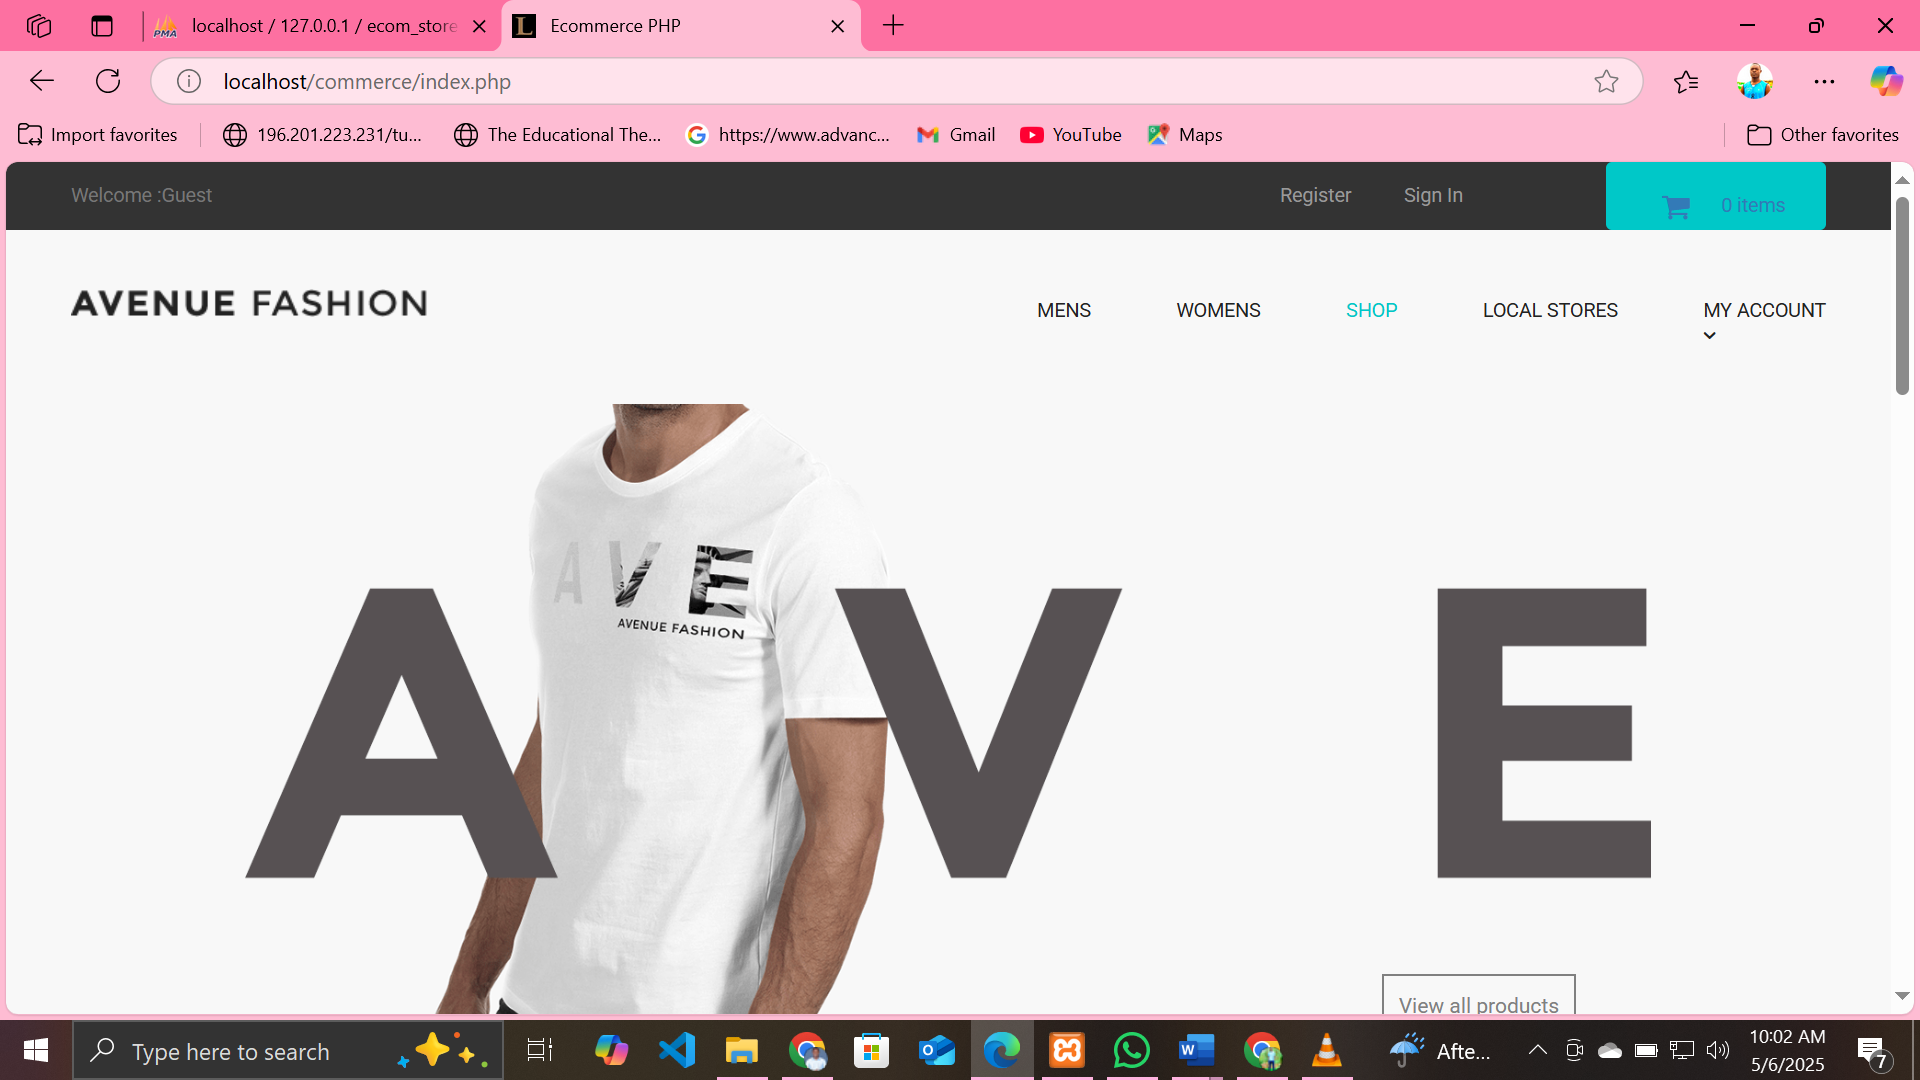 localhost / 127.0.0.1 / ecom_store
Ecommerce PHP
localhost/commerce/index.php
Import favorites
196.201.223.231/tu...
The Educational The...
https://www.advanc...
Gmail
YouTube
Maps
Other favorites
Welcome :Guest
Register
Sign In
0 items
AVENUE FASHION
MENS
WOMENS
SHOP
LOCAL STORES
MY ACCOUNT
AVE
AVENUE FASHION
A V E
View all products
Type here to search
Afte...
10:02 AM
5/6/2025
7